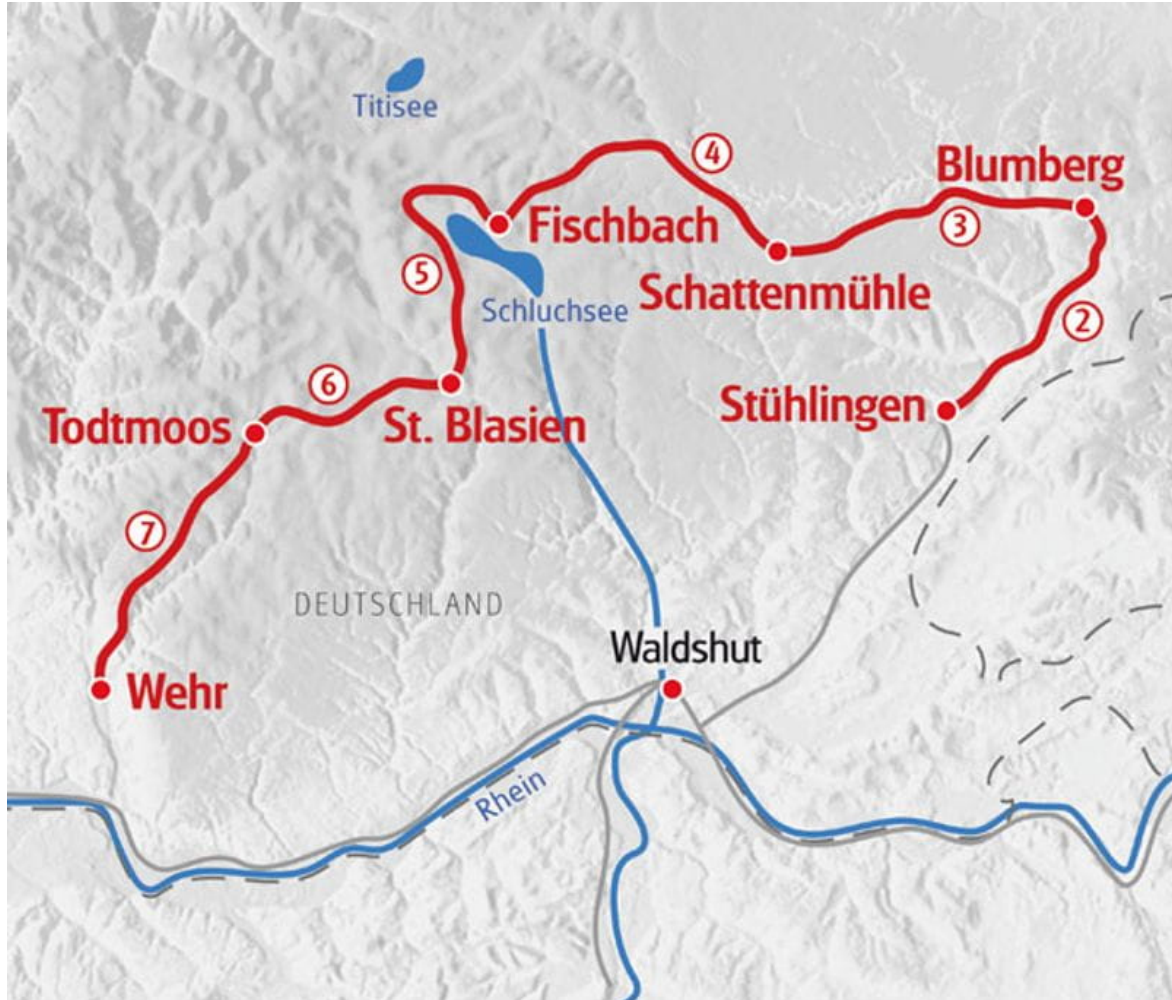 Titisee
④
Blumberg
Fischbach
③
⑤
Schattenmühle
Schluchsee
②
⑥
Stühlingen
Todtmoos
St. Blasien
⑦
DEUTSCHLAND
Waldshut
Wehr
Rhein